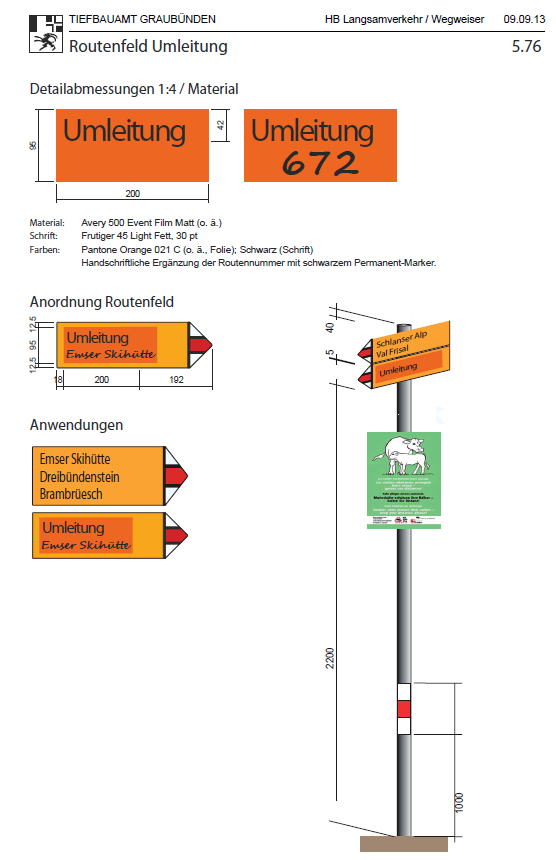 TIEFBAUAMT GRAUBÜNDEN HB Langsamverkehr / Wegweiser 09.09.13
Routenfeld Umleitung 5.76
Detailabmessungen 1:4 / Material
Umleitung
95
42
200
Umleitung
672
Material: Avery 500 Event Film Matt (o. ä.)
Schrift: Frutiger 45 Light Fett, 30 pt
Farben: Pantone Orange 021 C (o. ä., Folie); Schwarz (Schrift)
Handschriftliche Ergänzung der Routennummer mit schwarzem Permanent-Marker.
Anordnung Routenfeld
12.5
95
12.5
Umleitung
Emser Skihütte
18 200 192
Anwendungen
Emser Skihütte
Dreibündenstein
Brambrüesch
Umleitung
Emser Skihütte
40
5
Schlanser Alp
Val Frisal
Umleitung
2200
1000